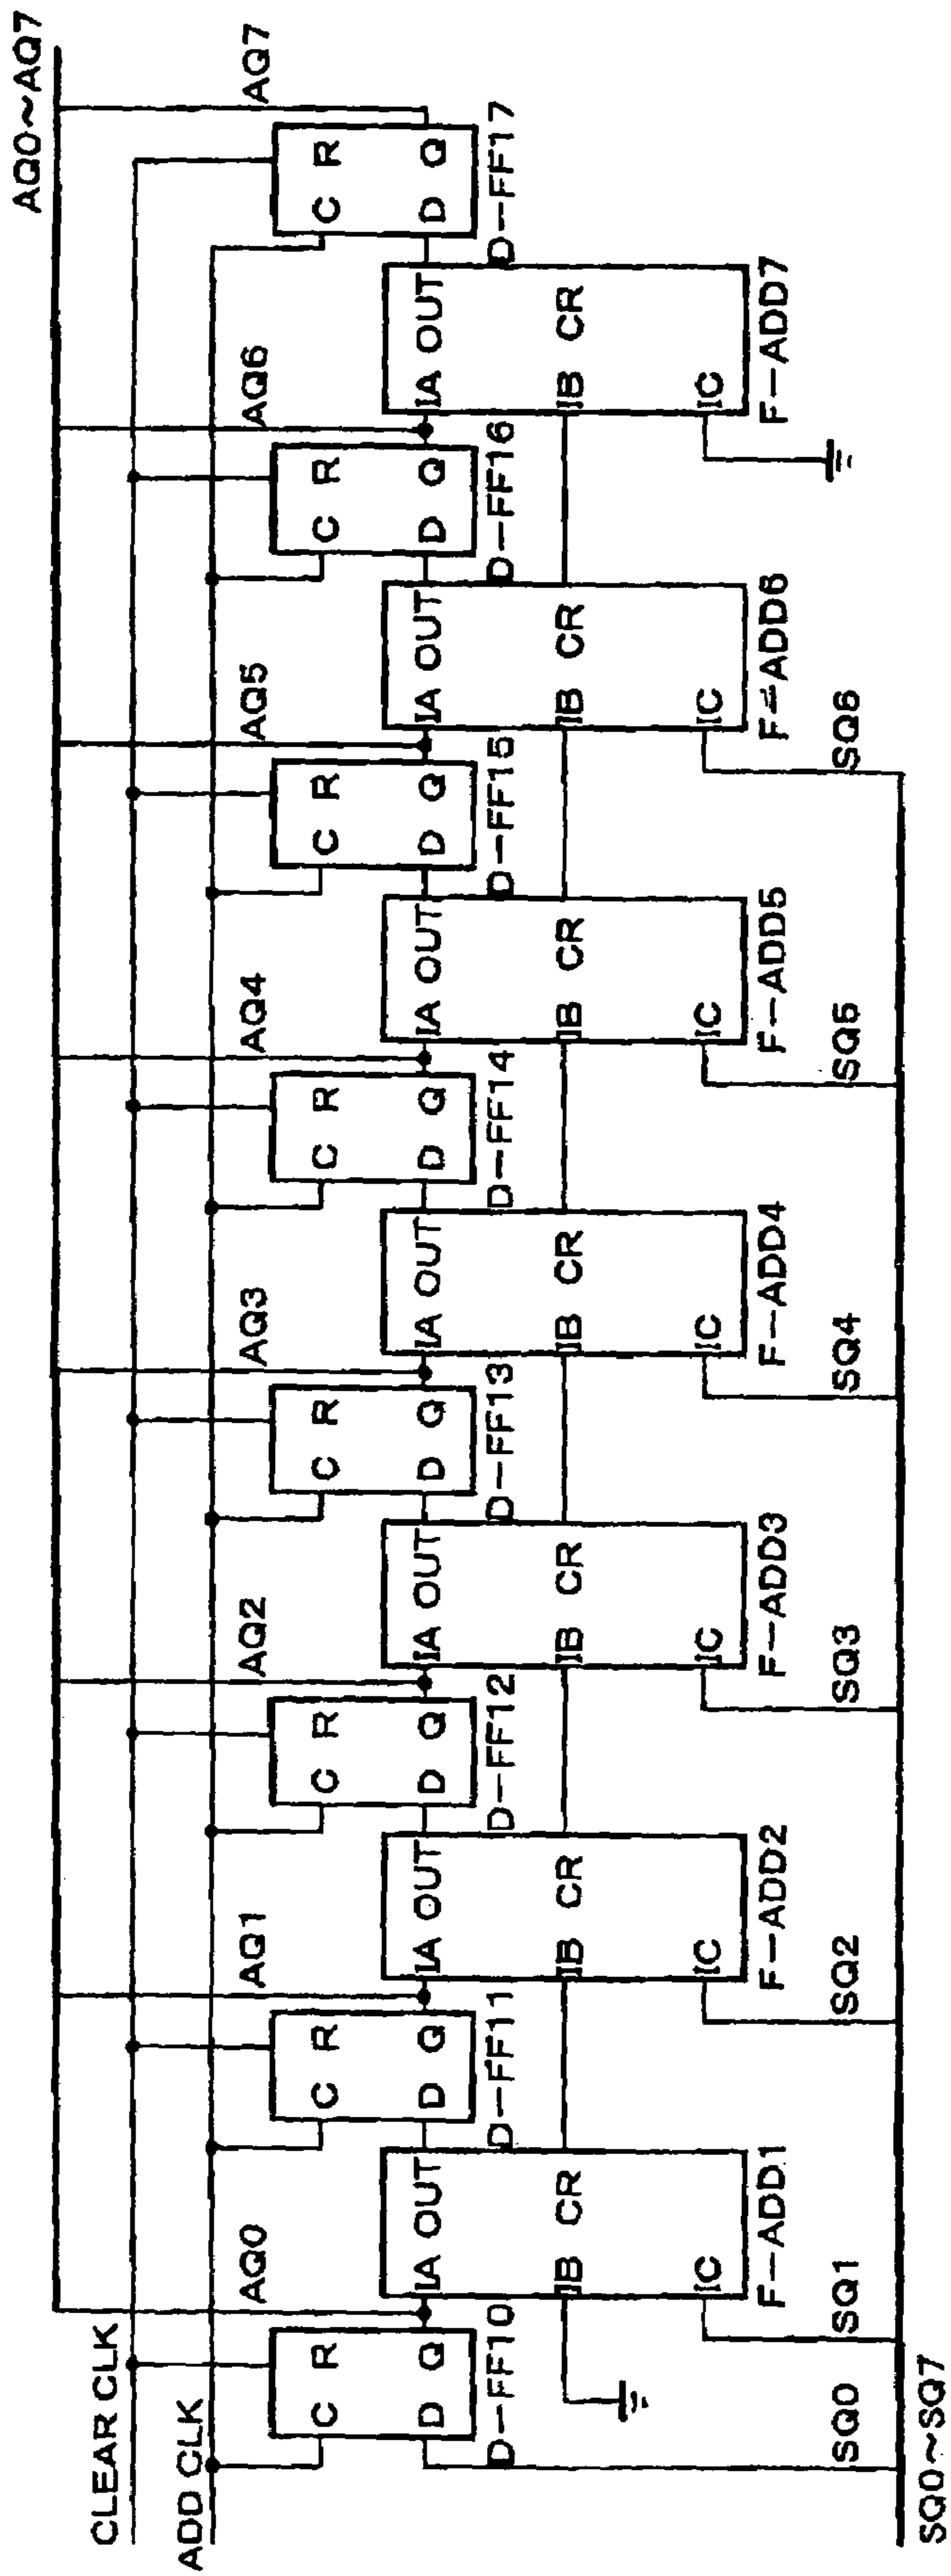 AQ0~AQ7
CLEAR CLK
ADD CLK
AQ0
AQ1
AQ2
AQ3
AQ4
AQ5
AQ6
AQ7
C R
D Q
D-FF10
C R
D Q
D-FF11
C R
D Q
D-FF12
C R
D Q
D-FF13
C R
D Q
D-FF14
C R
D Q
D-FF15
C R
D Q
D-FF16
C R
D Q
D-FF17
IA OUT
IB CR
IC
F-ADD1
IA OUT
IB CR
IC
F-ADD2
IA OUT
IB CR
IC
F-ADD3
IA OUT
IB CR
IC
F-ADD4
IA OUT
IB CR
IC
F-ADD5
IA OUT
IB CR
IC
F-ADD6
IA OUT
IB CR
IC
F-ADD7
SQ0
SQ1
SQ2
SQ3
SQ4
SQ5
SQ6
SQ0~SQ7